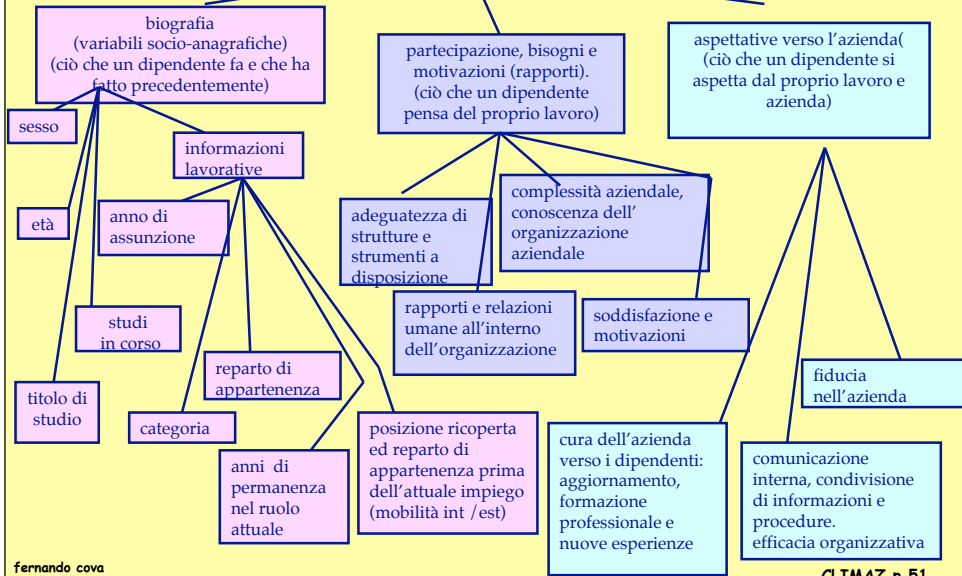 biografia
(variabili socio-anagrafiche)
(ciò che un dipendente fa e che ha
fatto precedentemente)
partecipazione, bisogni e
motivazioni (rapporti).
(ciò che un dipendente
pensa del proprio lavoro)
aspettative verso l'azienda(
(ciò che un dipendente si
aspetta dal proprio lavoro e
azienda)
sesso
informazioni
lavorative
età
anno di
assunzione
studi
in corso
titolo di
studio
categoria
reparto di
appartenenza
anni di
permanenza
nel ruolo
attuale
posizione ricoperta
ed reparto di
appartenenza prima
dell'attuale impiego
(mobilità int /est)
adeguatezza di
strutture e
strumenti a
disposizione
complessità aziendale,
conoscenza dell'
organizzazione
aziendale
rapporti e relazioni
umane all'interno
dell'organizzazione
soddisfazione e
motivazioni
cura dell'azienda
verso i dipendenti:
aggiornamento,
formazione
professionale e
nuove esperienze
comunicazione
interna, condivisione
di informazioni e
procedure.
efficacia organizzativa
fiducia
nell'azienda
fernando cova
CLIMAZ n 51